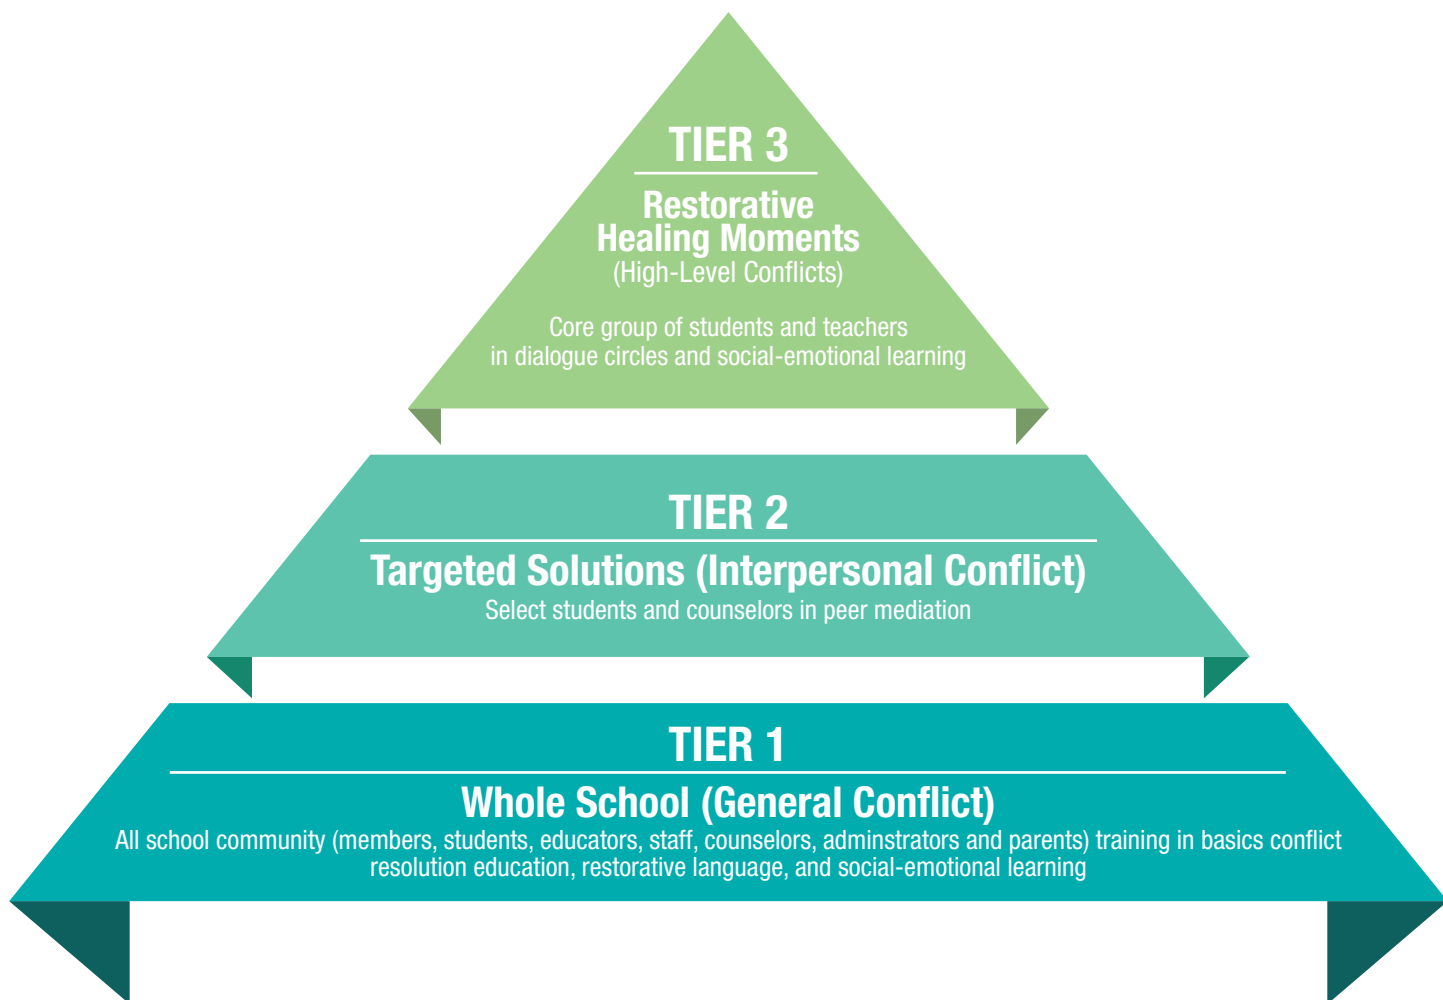 TIER 3
Restorative
Healing Moments
(High-Level Conflicts)
Core group of students and teachers
in dialogue circles and social-emotional learning
TIER 2
Targeted Solutions (Interpersonal Conflict)
Select students and counselors in peer mediation
TIER 1
Whole School (General Conflict)
All school community (members, students, educators, staff, counselors, adminstrators and parents) training in basics conflict
resolution education, restorative language, and social-emotional learning